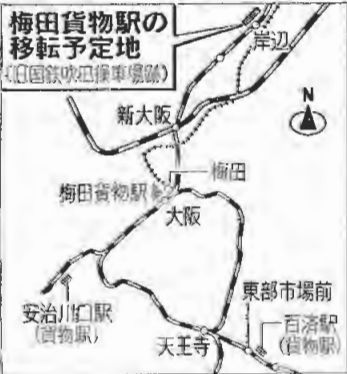 梅田貨物駅の
移転予定地
(旧国鉄吹田操車場跡)
岸辺
新大阪
N
梅田
梅田貨物駅
大阪
安治川口駅
(貨物駅)
東部市場前
百済駅
(貨物駅)
天王寺